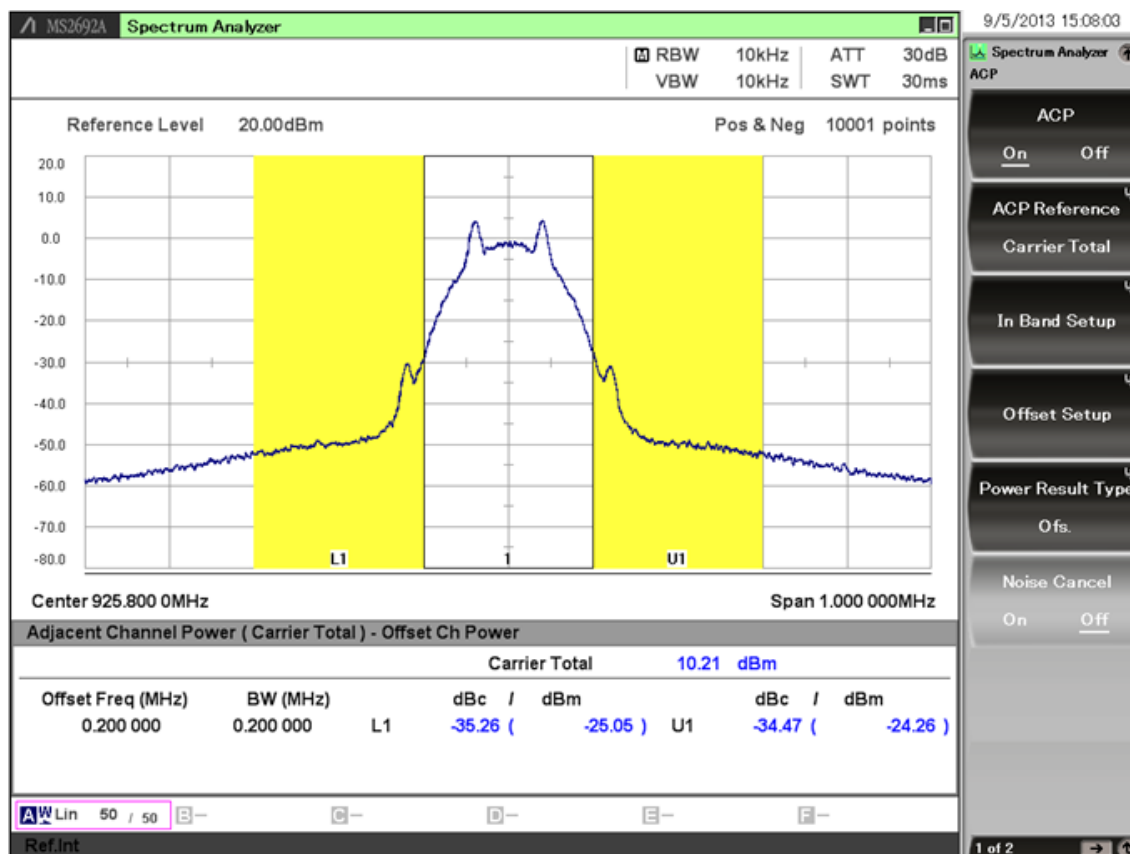 MS2692A Spectrum Analyzer
9/5/2013 15:08:03
A RBW 10kHz ATT 30dB
VBW 10kHz SWT 30ms
Reference Level 20.00dBm Pos & Neg 10001 points
20.0
10.0
0.0
-10.0
-20.0
-30.0
-40.0
-50.0
-60.0
-70.0
-80.0
L1 1 U1
Center 925.800 0MHz Span 1.000 000MHz
Adjacent Channel Power ( Carrier Total ) - Offset Ch Power
Carrier Total 10.21 dBm
Offset Freq (MHz) BW (MHz) dBc / dBm dBc / dBm
0.200 000 0.200 000 L1 -35.26 ( -25.05 ) U1 -34.47 ( -24.26 )
A W Lin 50 / 50 B-- C-- D-- E-- F--
Ref.Int
Spectrum Analyzer
ACP
ACP
On Off
ACP Reference
Carrier Total
In Band Setup
Offset Setup
Power Result Type
Ofs.
Noise Cancel
On Off
1 of 2